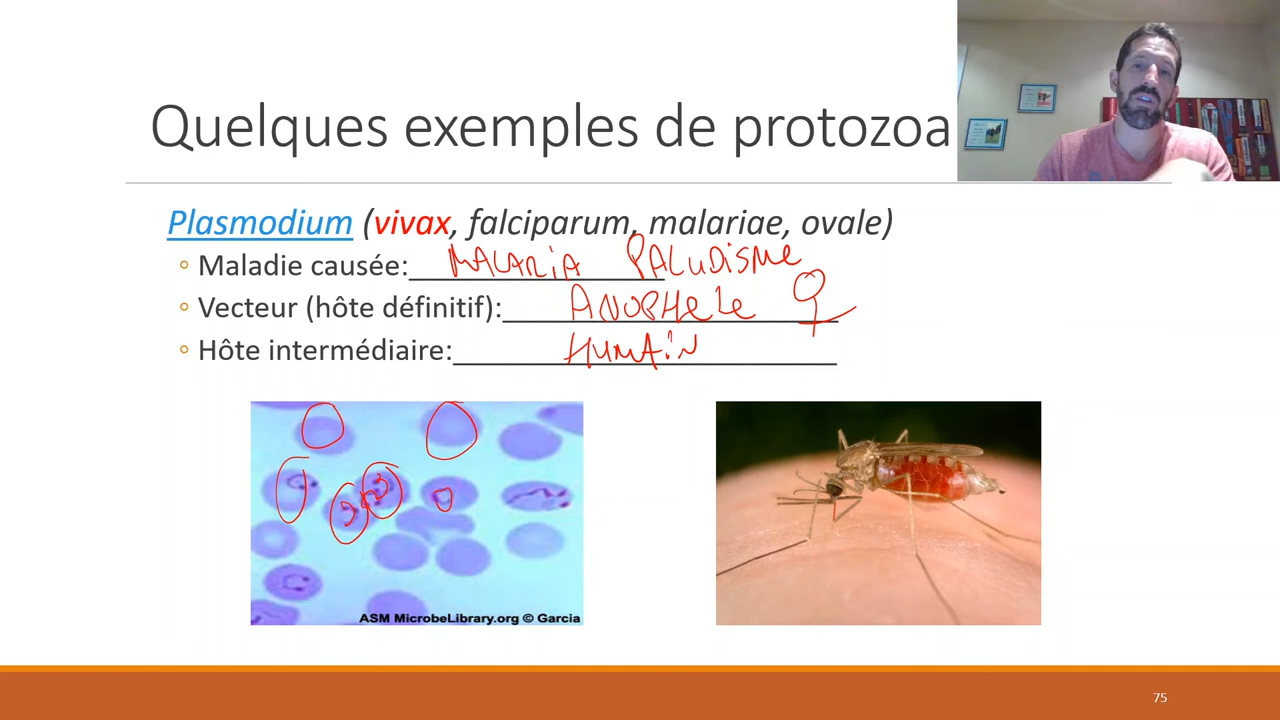 Quelques exemples de protozoa
Plasmodium (vivax, falciparum, malariae, ovale)
◦ Maladie causée: MALARIA PALUDISME
◦ Vecteur (hôte définitif): ANOPHELE ♀
◦ Hôte intermédiaire: HUMAIN
ASM MicrobeLibrary.org © Garcia
75